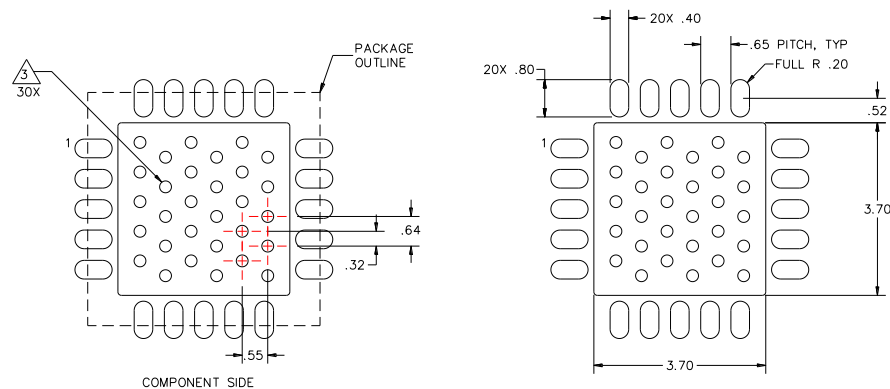 3
30X
PACKAGE
OUTLINE
1
.64
.32
.55
COMPONENT SIDE
20X .40
.65 PITCH, TYP
FULL R .20
20X .80
.52
1
3.70
3.70